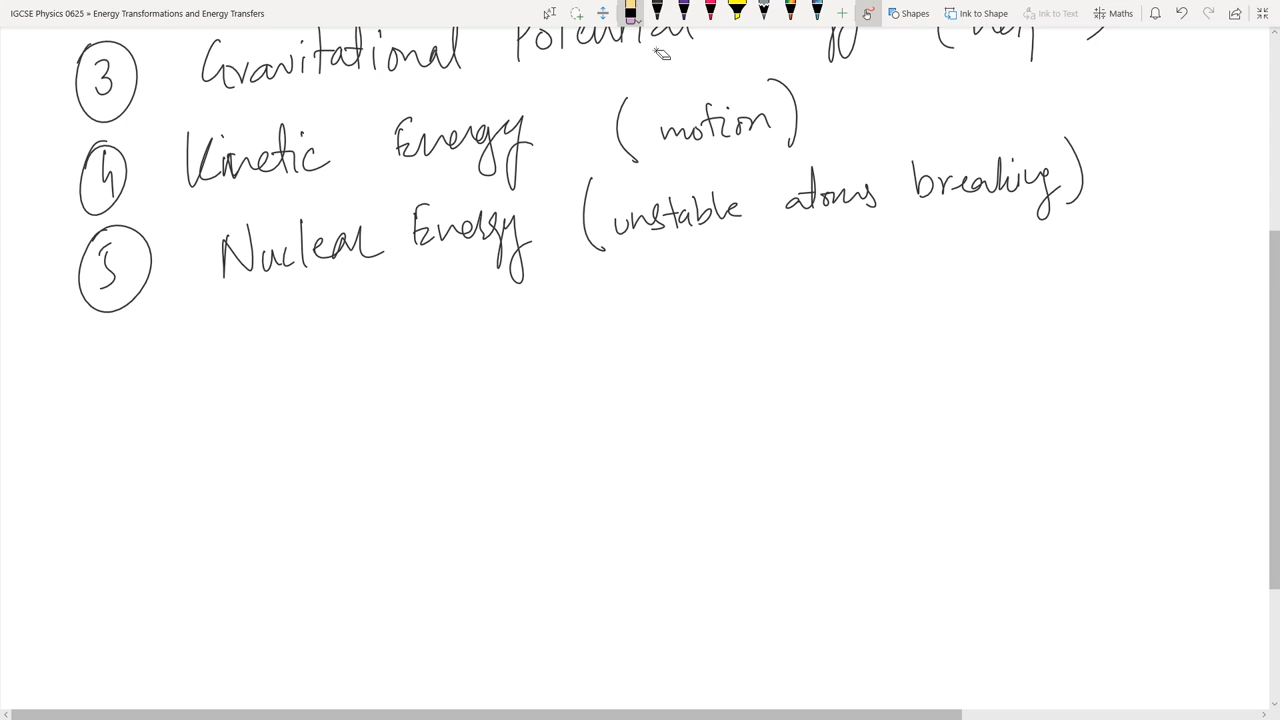 IGCSE Physics 0625 - Energy Transformations and Energy Transfers
Shapes Ink to Shape Ink to Text Maths
3 Gravitational Potential
4 Kinetic Energy (motion)
5 Nuclear Energy (unstable atoms breaking)